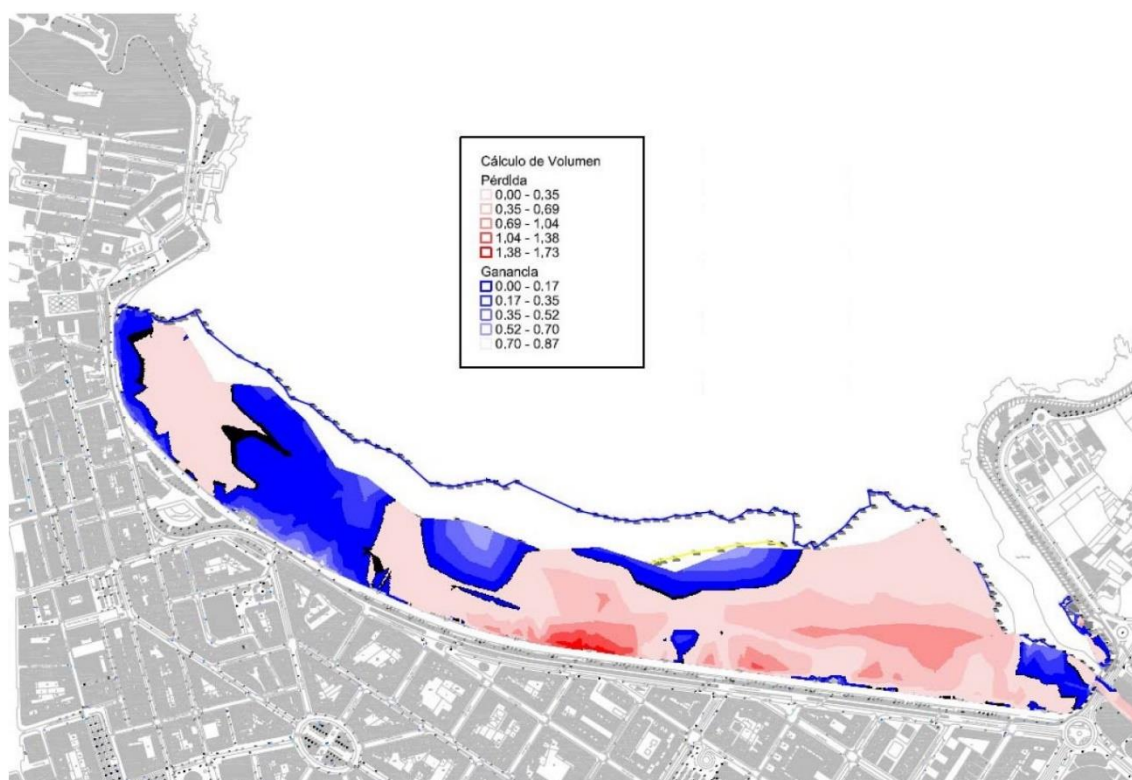 Cálculo de Volumen
Pérdida
0,00 - 0,35
0,35 - 0,69
0,69 - 1,04
1,04 - 1,38
1,38 - 1,73
Ganancia
0.00 - 0.17
0.17 - 0.35
0.35 - 0.52
0.52 - 0.70
0.70 - 0.87